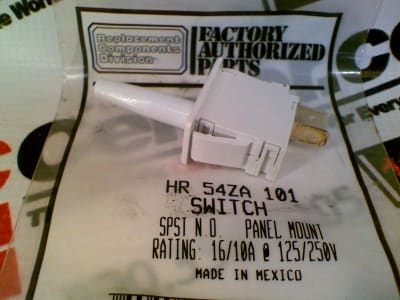 Replacement
Components
Division
FACTORY
AUTHORIZED
PARTS
HR 54ZA 101
SWITCH
SPST N.O. PANEL MOUNT
RATING: 16/10A @ 125/250V
MADE IN MEXICO